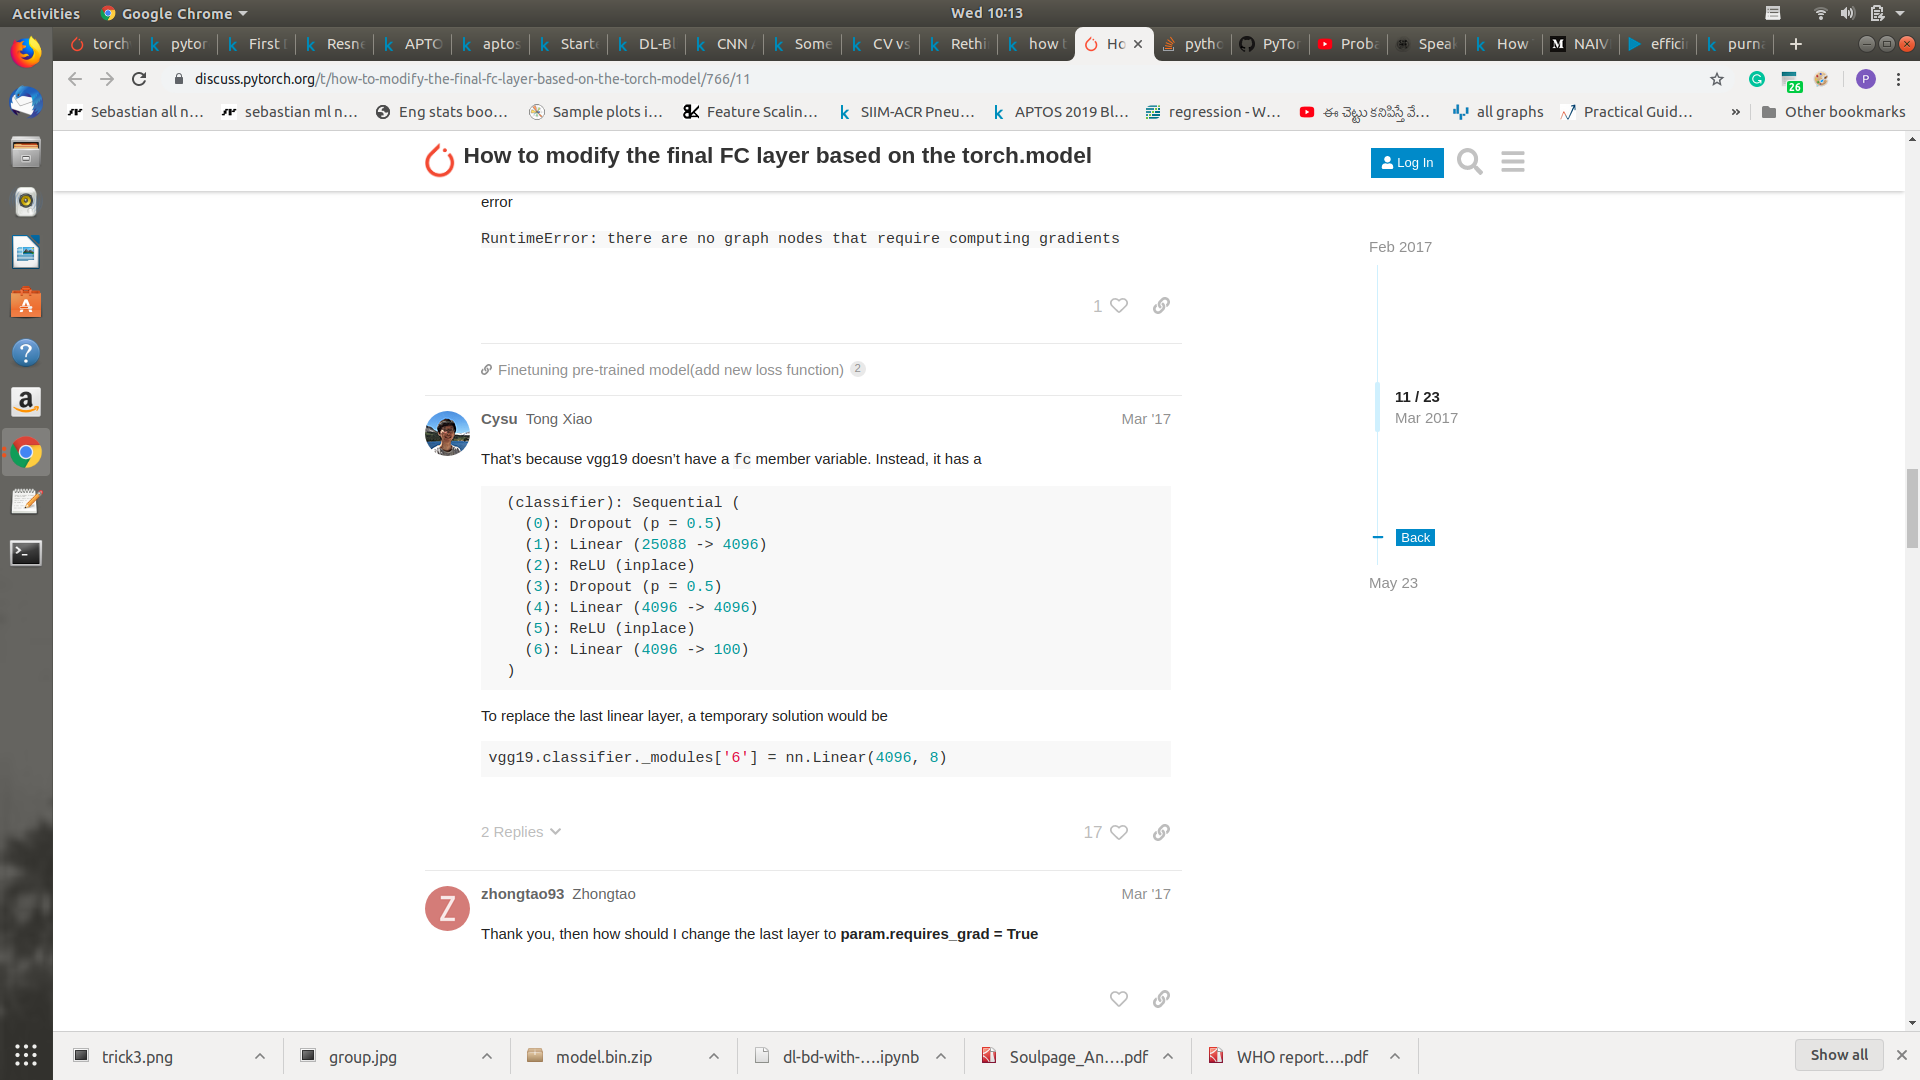 Activities Google Chrome Wed 10:13
torch pytor First Resne APTO aptos Starte DL-Bl CNN Some CV vs Rethi how t Ho pytho PyTor Proba Speak How NAIV effici purna
discuss.pytorch.org/t/how-to-modify-the-final-fc-layer-based-on-the-torch-model/766/11 26 P
Sebastian all n… sebastian ml n… Eng stats boo… Sample plots i… Feature Scalin… SIIM-ACR Pneu… APTOS 2019 Bl… regression - W… ఈ చెట్టు కనిపిస్తే వే… all graphs Practical Guid… » Other bookmarks
How to modify the final FC layer based on the torch.model Log In
error
RuntimeError: there are no graph nodes that require computing gradients
Feb 2017
1
Finetuning pre-trained model(add new loss function) 2
11 / 23
Mar 2017
Cysu Tong Xiao Mar '17
That’s because vgg19 doesn’t have a fc member variable. Instead, it has a
(classifier): Sequential (
(0): Dropout (p = 0.5)
(1): Linear (25088 -> 4096)
(2): ReLU (inplace)
(3): Dropout (p = 0.5)
(4): Linear (4096 -> 4096)
(5): ReLU (inplace)
(6): Linear (4096 -> 100)
)
Back
May 23
To replace the last linear layer, a temporary solution would be
vgg19.classifier._modules['6'] = nn.Linear(4096, 8)
2 Replies 17
Z
zhongtao93 Zhongtao Mar '17
Thank you, then how should I change the last layer to param.requires_grad = True
trick3.png group.jpg model.bin.zip dl-bd-with-….ipynb Soulpage_An….pdf WHO report….pdf Show all